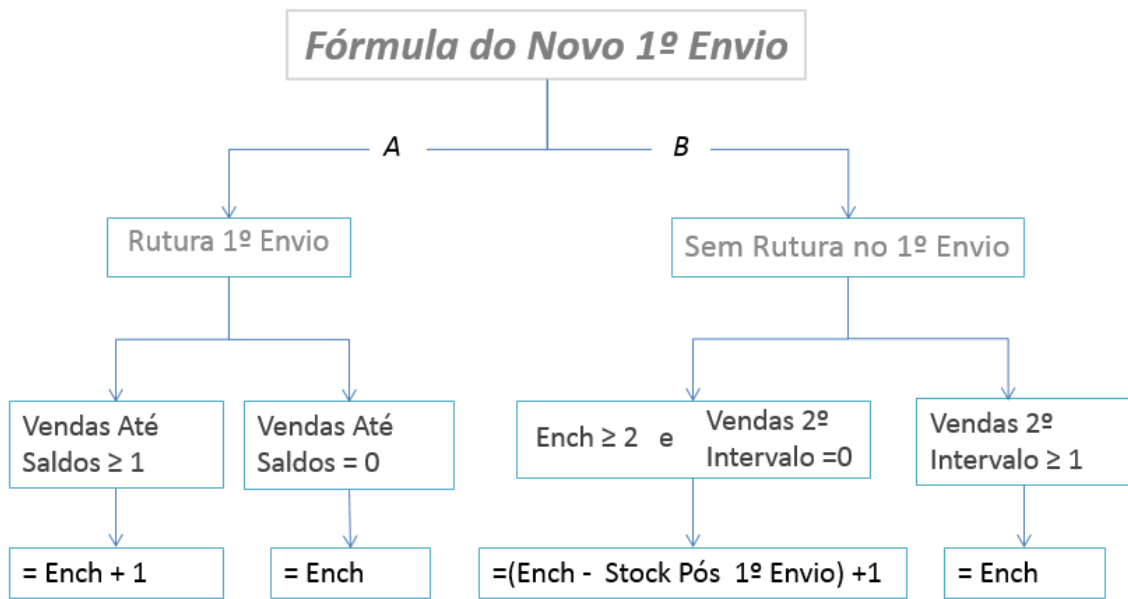 Fórmula do Novo 1º Envio
A
B
Rutura 1º Envio
Sem Rutura no 1º Envio
Vendas Até
Saldos ≥ 1
Vendas Até
Saldos = 0
Ench ≥ 2 e
Vendas 2º
Intervalo =0
Vendas 2º
Intervalo ≥ 1
= Ench + 1
= Ench
=(Ench - Stock Pós 1º Envio) +1
= Ench